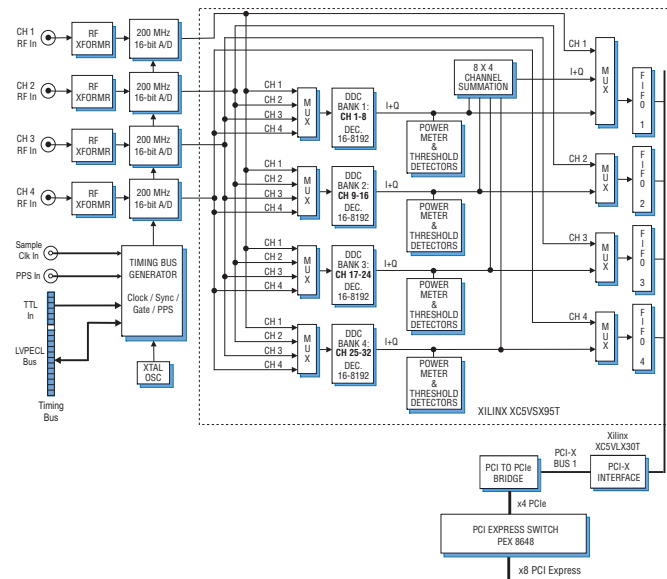 CH 1
RF In
RF
XFORMR
200 MHz
16-bit A/D
CH 2
RF In
RF
XFORMR
200 MHz
16-bit A/D
CH 3
RF In
RF
XFORMR
200 MHz
16-bit A/D
CH 4
RF In
RF
XFORMR
200 MHz
16-bit A/D
Sample
Clk In
PPS In
TTL
In
LVPECL
Bus
Timing
Bus
TIMING BUS
GENERATOR
Clock / Sync /
Gate / PPS
XTAL
OSC
CH 1
CH 2
CH 3
CH 4
MUX
DDC
BANK 1:
CH 1-8
DEC.
16-8192
I+Q
POWER
METER
&
THRESHOLD
DETECTORS
CH 1
CH 2
CH 3
CH 4
MUX
DDC
BANK 2:
CH 9-16
DEC.
16-8192
I+Q
POWER
METER
&
THRESHOLD
DETECTORS
CH 1
CH 2
CH 3
CH 4
MUX
DDC
BANK 3:
CH 17-24
DEC.
16-8192
I+Q
POWER
METER
&
THRESHOLD
DETECTORS
CH 1
CH 2
CH 3
CH 4
MUX
DDC
BANK 4:
CH 25-32
DEC.
16-8192
I+Q
POWER
METER
&
THRESHOLD
DETECTORS
8 X 4
CHANNEL
SUMMATION
CH 1
I+Q
MUX
FIFO 1
CH 2
MUX
FIFO 2
CH 3
MUX
FIFO 3
CH 4
MUX
FIFO 4
XILINX XC5VSX95T
PCI TO PCIe
BRIDGE
PCI-X
BUS 1
Xilinx
XC5VLX30T
PCI-X
INTERFACE
x4 PCIe
PCI EXPRESS SWITCH
PEX 8648
x8 PCI Express